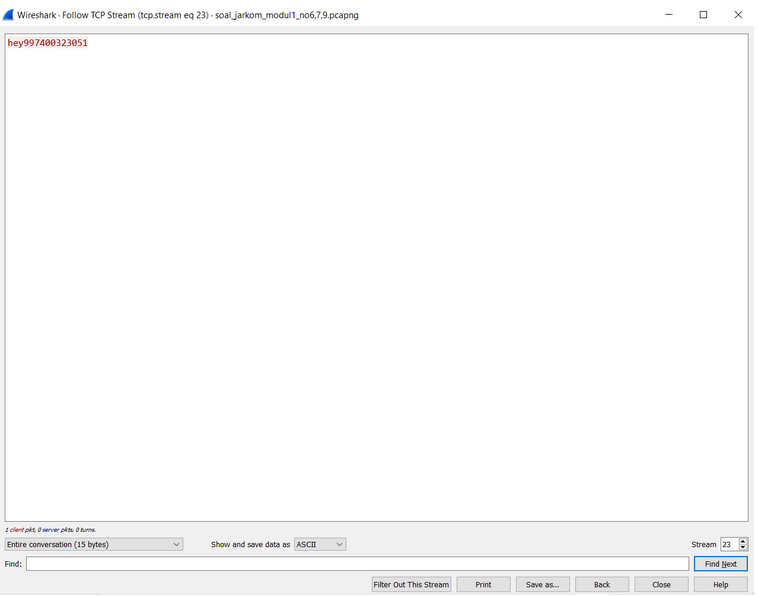 Wireshark · Follow TCP Stream (tcp.stream eq 23) · soal_jarkom_modul1_no6,7,9.pcapng
hey997400323051
1 client pkt, 0 server pkts, 0 turns.
Entire conversation (15 bytes) Show and save data as ASCII Stream 23
Find: Find Next
Filter Out This Stream Print Save as... Back Close Help